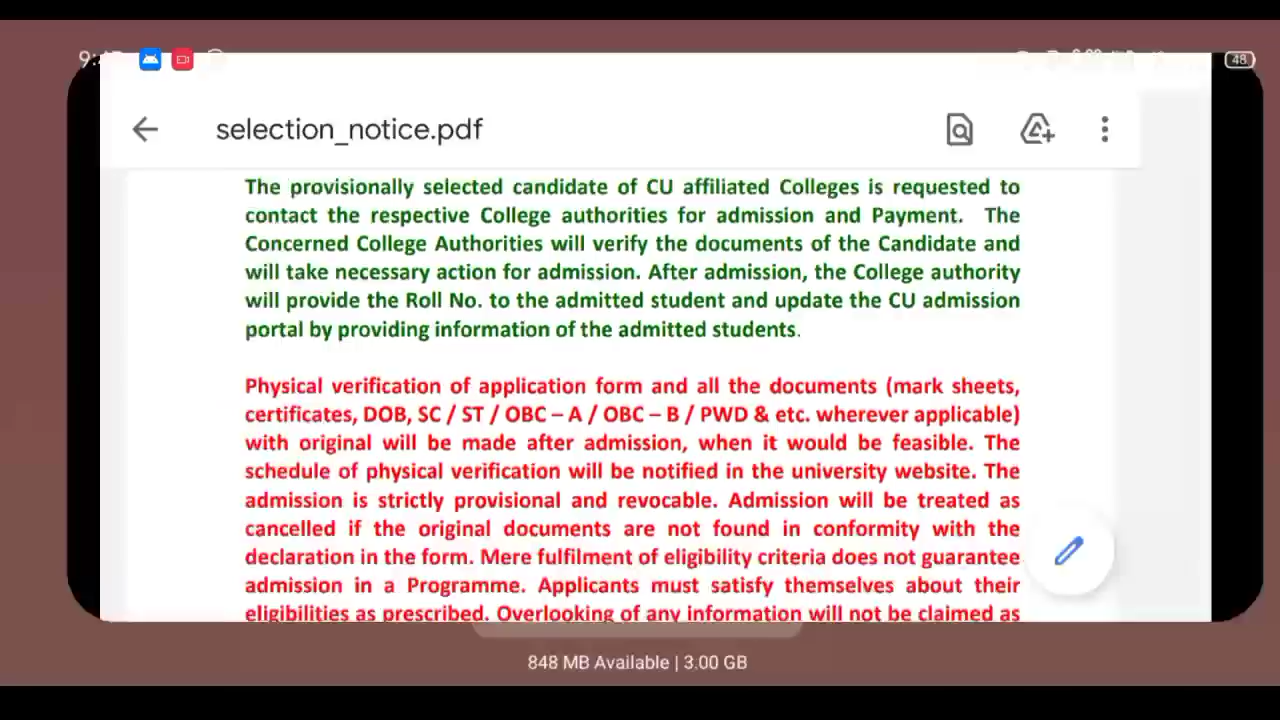 48
selection_notice.pdf
The provisionally selected candidate of CU affiliated Colleges is requested to
contact the respective College authorities for admission and Payment. The
Concerned College Authorities will verify the documents of the Candidate and
will take necessary action for admission. After admission, the College authority
will provide the Roll No. to the admitted student and update the CU admission
portal by providing information of the admitted students.
Physical verification of application form and all the documents (mark sheets,
certificates, DOB, SC / ST / OBC – A / OBC – B / PWD & etc. wherever applicable)
with original will be made after admission, when it would be feasible. The
schedule of physical verification will be notified in the university website. The
admission is strictly provisional and revocable. Admission will be treated as
cancelled if the original documents are not found in conformity with the
declaration in the form. Mere fulfilment of eligibility criteria does not guarantee
admission in a Programme. Applicants must satisfy themselves about their
eligibilities as prescribed. Overlooking of any information will not be claimed as
848 MB Available | 3.00 GB